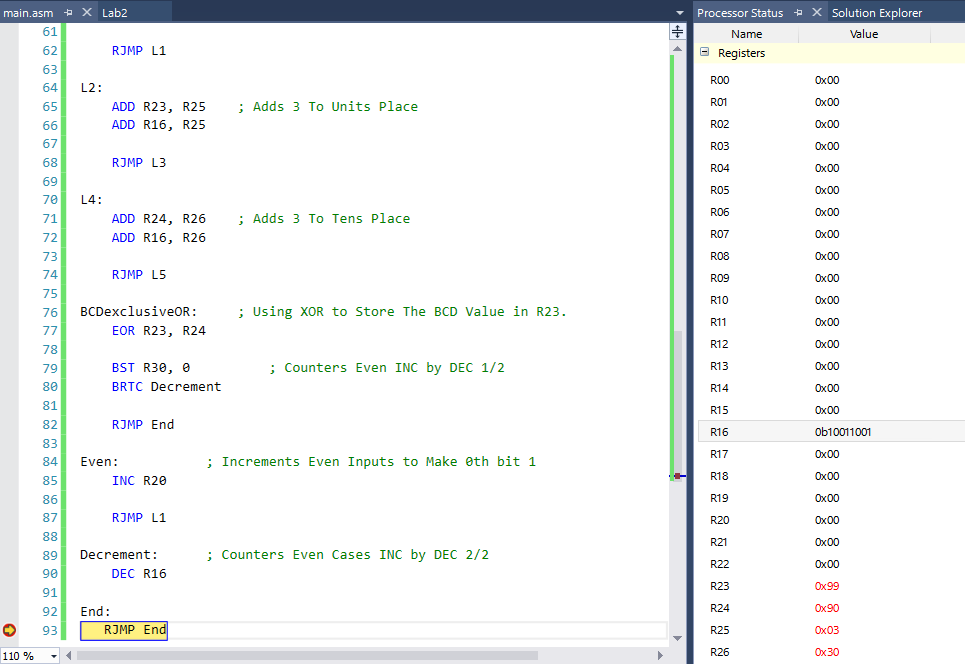 main.asm Lab2
61
62 RJMP L1
63
64 L2:
65 ADD R23, R25 ; Adds 3 To Units Place
66 ADD R16, R25
67
68 RJMP L3
69
70 L4:
71 ADD R24, R26 ; Adds 3 To Tens Place
72 ADD R16, R26
73
74 RJMP L5
75
76 BCDexclusiveOR: ; Using XOR to Store The BCD Value in R23.
77 EOR R23, R24
78
79 BST R30, 0 ; Counters Even INC by DEC 1/2
80 BRTC Decrement
81
82 RJMP End
83
84 Even: ; Increments Even Inputs to Make 0th bit 1
85 INC R20
86
87 RJMP L1
88
89 Decrement: ; Counters Even Cases INC by DEC 2/2
90 DEC R16
91
92 End:
93 RJMP End
110 %
Processor Status Solution Explorer
Name Value
Registers
R00 0x00
R01 0x00
R02 0x00
R03 0x00
R04 0x00
R05 0x00
R06 0x00
R07 0x00
R08 0x00
R09 0x00
R10 0x00
R11 0x00
R12 0x00
R13 0x00
R14 0x00
R15 0x00
R16 0b10011001
R17 0x00
R18 0x00
R19 0x00
R20 0x00
R21 0x00
R22 0x00
R23 0x99
R24 0x90
R25 0x03
R26 0x30